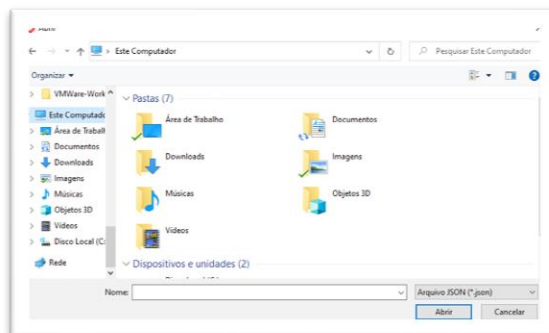 Abrir
Este Computador
Pesquisar Este Computador
Organizar
VMWare-Work
Este Computado
Área de Trabalh
Documentos
Downloads
Imagens
Músicas
Objetos 3D
Vídeos
Disco Local (C:
Rede
Pastas (7)
Área de Trabalho
Documentos
Downloads
Imagens
Músicas
Objetos 3D
Vídeos
Dispositivos e unidades (2)
Nome:
Arquivo JSON (*.json)
Abrir
Cancelar